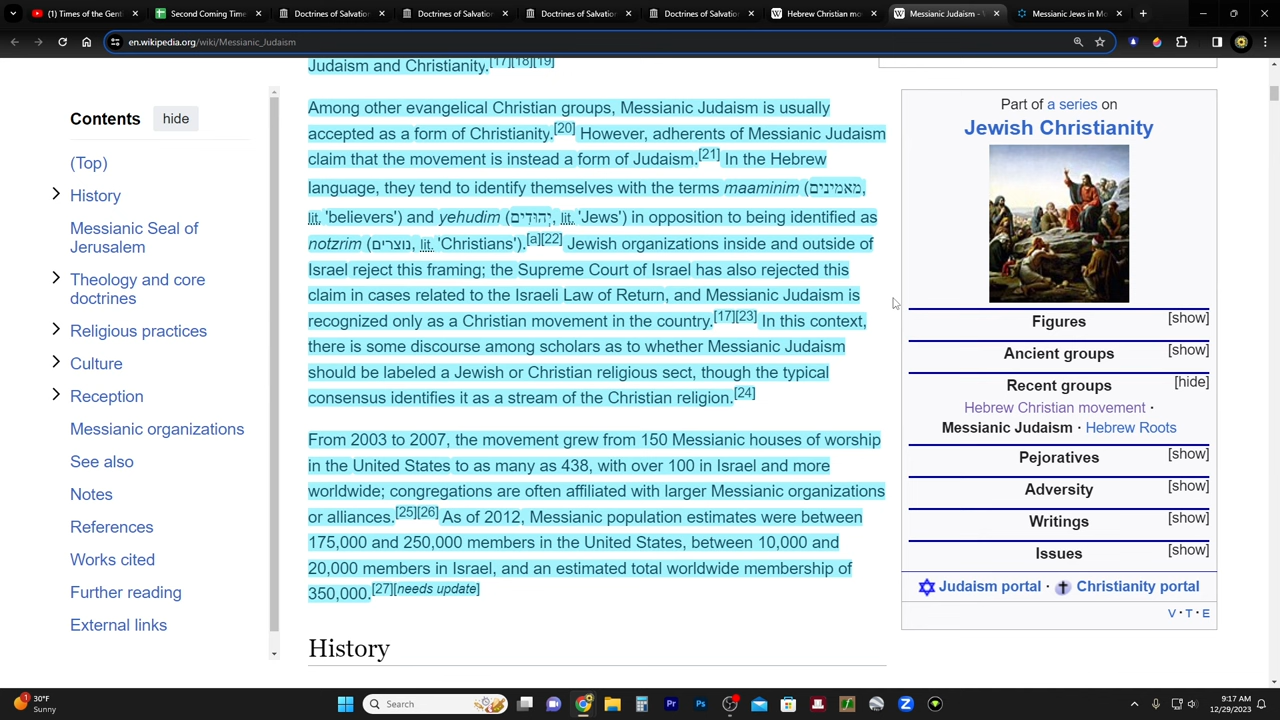 (1) Times of the Gent
Second Coming Time
Doctrines of Salvatio
Doctrines of Salvatio
Doctrines of Salvatio
Doctrines of Salvatio
Hebrew Christian mo
Messianic Judaism - W
Messianic Jews in Mo
en.wikipedia.org/wiki/Messianic_Judaism
Contents hide
(Top)
History
Messianic Seal of
Jerusalem
Theology and core
doctrines
Religious practices
Culture
Reception
Messianic organizations
See also
Notes
References
Works cited
Further reading
External links
Judaism and Christianity.[17][18][19]
Among other evangelical Christian groups, Messianic Judaism is usually
accepted as a form of Christianity.[20] However, adherents of Messianic Judaism
claim that the movement is instead a form of Judaism.[21] In the Hebrew
language, they tend to identify themselves with the terms maaminim (מאמינים,
lit. 'believers') and yehudim (יְהוּדִים, lit. 'Jews') in opposition to being identified as
notzrim (נוצרים, lit. 'Christians').[a][22] Jewish organizations inside and outside of
Israel reject this framing; the Supreme Court of Israel has also rejected this
claim in cases related to the Israeli Law of Return, and Messianic Judaism is
recognized only as a Christian movement in the country.[17][23] In this context,
there is some discourse among scholars as to whether Messianic Judaism
should be labeled a Jewish or Christian religious sect, though the typical
consensus identifies it as a stream of the Christian religion.[24]
From 2003 to 2007, the movement grew from 150 Messianic houses of worship
in the United States to as many as 438, with over 100 in Israel and more
worldwide; congregations are often affiliated with larger Messianic organizations
or alliances.[25][26] As of 2012, Messianic population estimates were between
175,000 and 250,000 members in the United States, between 10,000 and
20,000 members in Israel, and an estimated total worldwide membership of
350,000.[27][needs update]
History
Part of a series on
Jewish Christianity
Figures [show]
Ancient groups [show]
Recent groups [hide]
Hebrew Christian movement ·
Messianic Judaism · Hebrew Roots
Pejoratives [show]
Adversity [show]
Writings [show]
Issues [show]
Judaism portal · Christianity portal
V · T · E
1
30°F
Sunny
Search
Pr
Ps
9:17 AM
12/29/2023